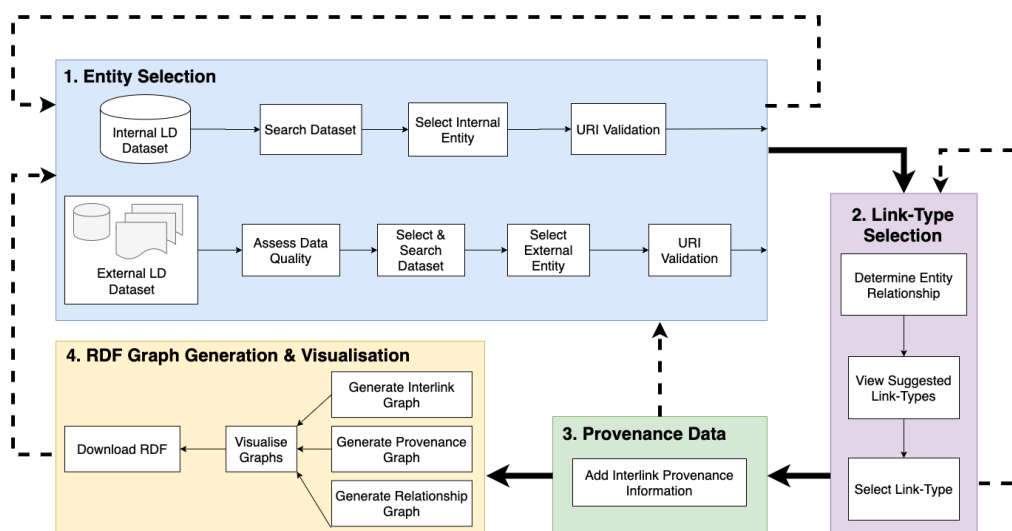 1. Entity Selection
Internal LD
Dataset
Search Dataset
Select Internal
Entity
URI Validation
External LD
Dataset
Assess Data
Quality
Select &
Search
Dataset
Select
External
Entity
URI
Validation
2. Link-Type
Selection
Determine Entity
Relationship
View Suggested
Link-Types
Select Link-Type
3. Provenance Data
Add Interlink Provenance
Information
4. RDF Graph Generation & Visualisation
Generate Interlink
Graph
Generate Provenance
Graph
Generate Relationship
Graph
Visualise
Graphs
Download RDF